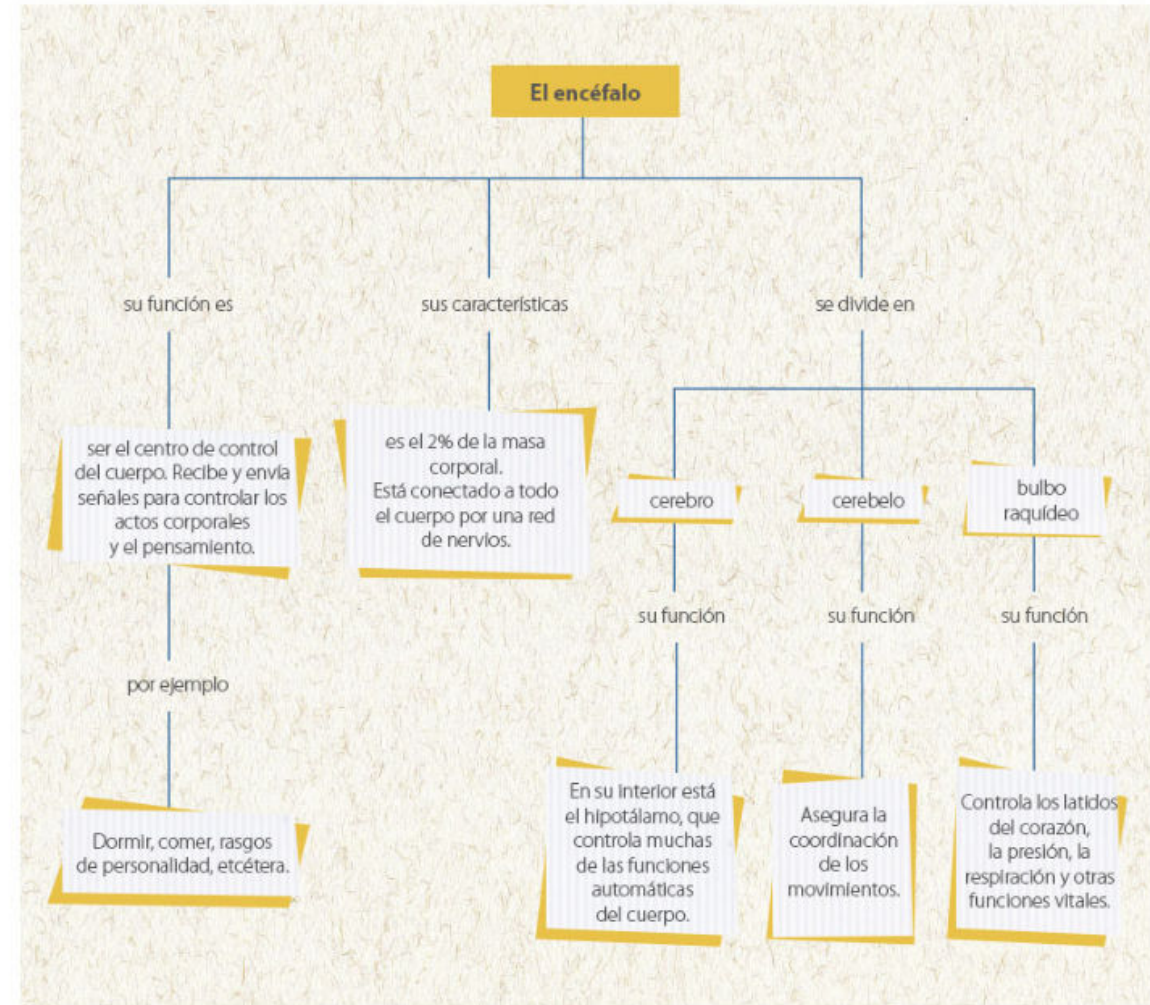 El encéfalo
su función es
sus características
se divide en
ser el centro de control
del cuerpo. Recibe y envía
señales para controlar los
actos corporales
y el pensamiento.
es el 2% de la masa
corporal.
Está conectado a todo
el cuerpo por una red
de nervios.
cerebro
cerebelo
bulbo
raquídeo
su función
su función
su función
por ejemplo
Dormir, comer, rasgos
de personalidad, etcétera.
En su interior está
el hipotálamo, que
controla muchas
de las funciones
automáticas
del cuerpo.
Asegura la
coordinación
de los
movimientos.
Controla los latidos
del corazón,
la presión, la
respiración y otras
funciones vitales.